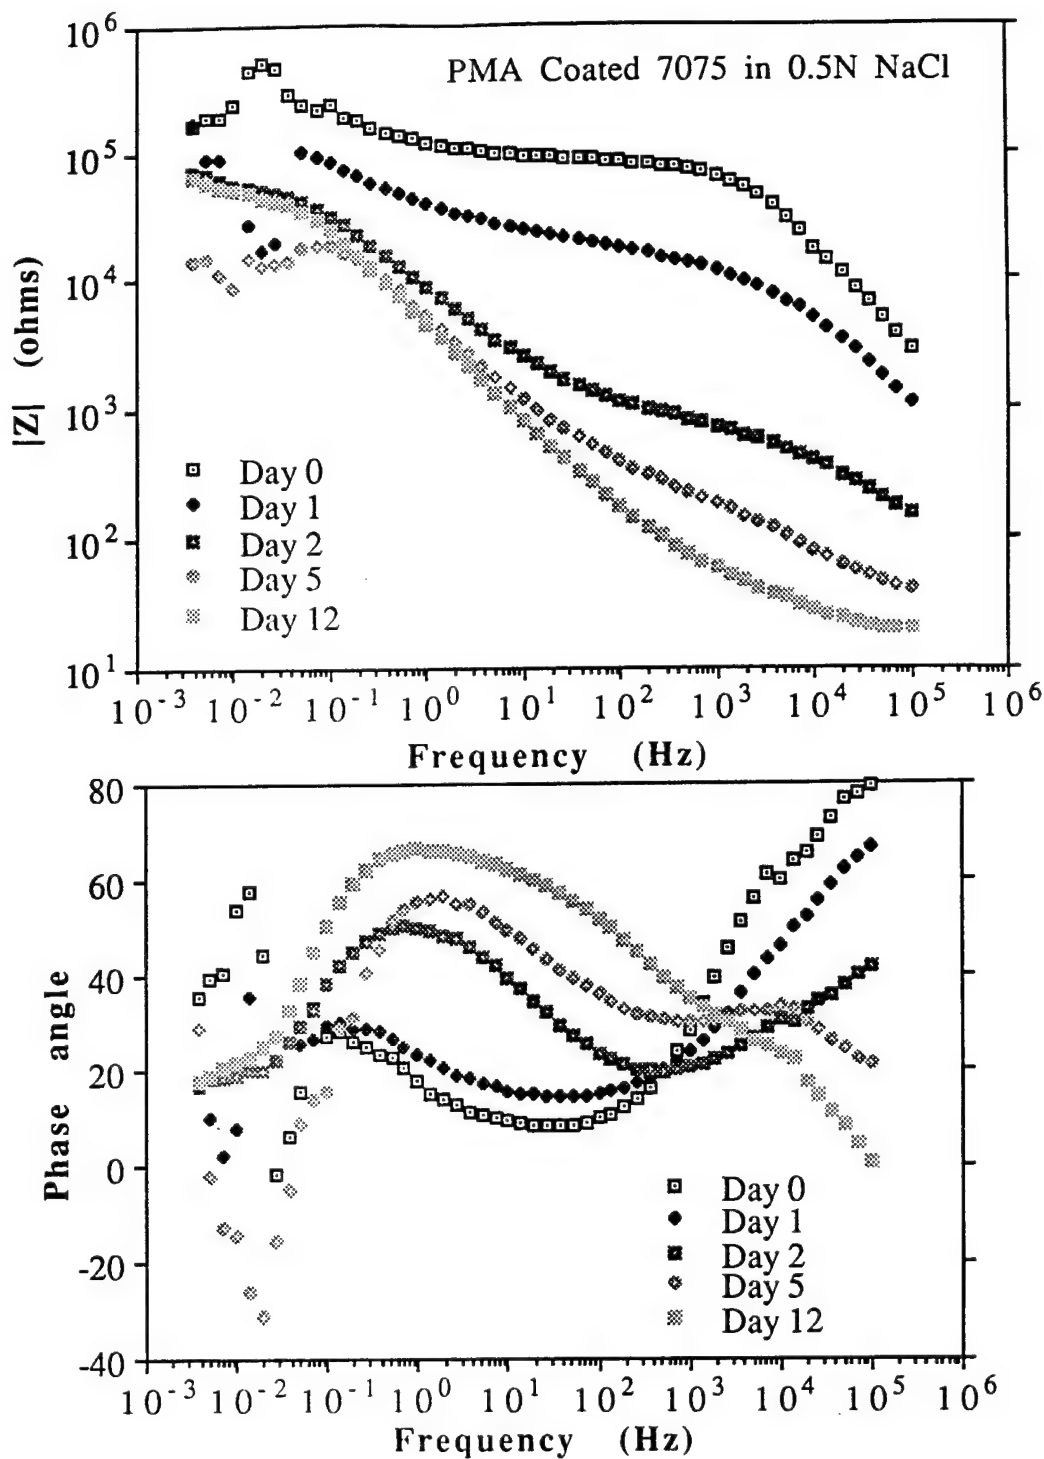 PMA Coated 7075 in 0.5N NaCl
10^6
10^5
10^4
10^3
10^2
10^1
|Z| (ohms)
Day 0
Day 1
Day 2
Day 5
Day 12
10^-3 10^-2 10^-1 10^0 10^1 10^2 10^3 10^4 10^5 10^6
Frequency (Hz)
80
60
40
20
0
-20
-40
Phase angle
Day 0
Day 1
Day 2
Day 5
Day 12
10^-3 10^-2 10^-1 10^0 10^1 10^2 10^3 10^4 10^5 10^6
Frequency (Hz)